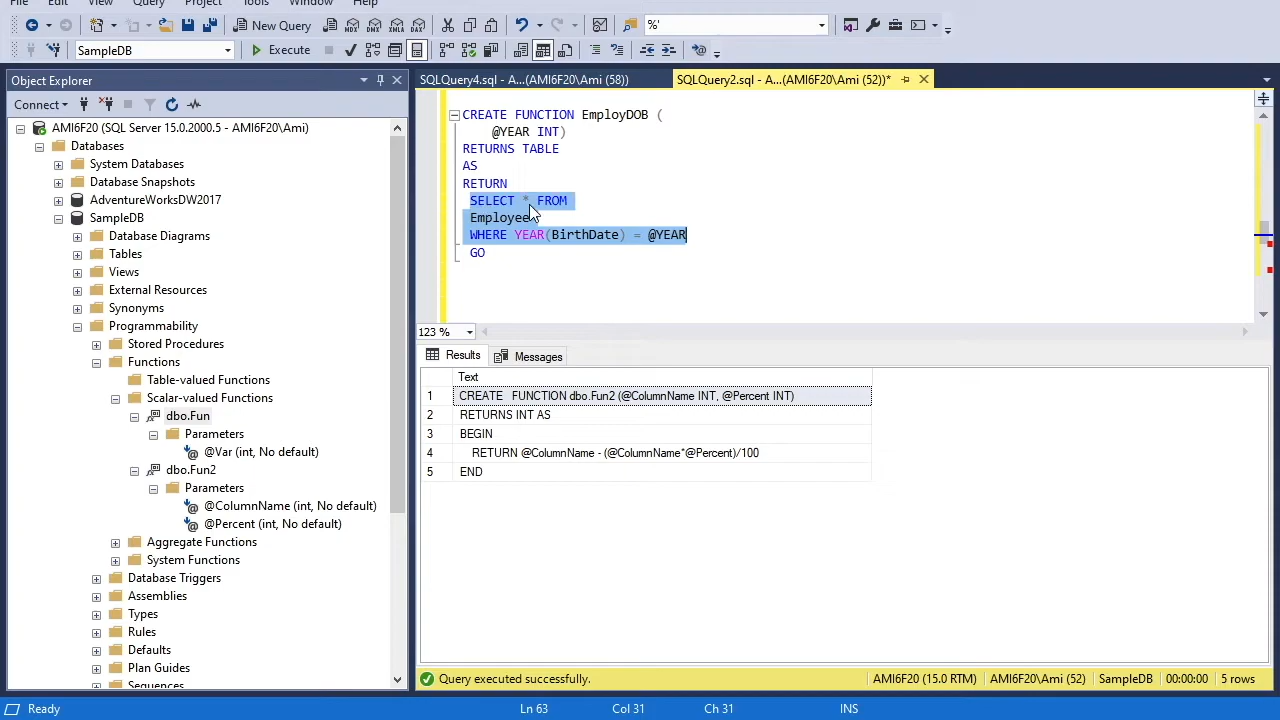 File Edit View Query Project Tools Window Help
New Query MDX DMX XMLA DAX %'
SampleDB Execute
Object Explorer
Connect
AMI6F20 (SQL Server 15.0.2000.5 - AMI6F20\Ami)
Databases
System Databases
Database Snapshots
AdventureWorksDW2017
SampleDB
Database Diagrams
Tables
Views
External Resources
Synonyms
Programmability
Stored Procedures
Functions
Table-valued Functions
Scalar-valued Functions
dbo.Fun
Parameters
@Var (int, No default)
dbo.Fun2
Parameters
@ColumnName (int, No default)
@Percent (int, No default)
Aggregate Functions
System Functions
Database Triggers
Assemblies
Types
Rules
Defaults
Plan Guides
Sequences
SQLQuery4.sql - A...(AMI6F20\Ami (58)) SQLQuery2.sql - A...(AMI6F20\Ami (52))*
CREATE FUNCTION EmployDOB (
@YEAR INT)
RETURNS TABLE
AS
RETURN
SELECT * FROM
Employee
WHERE YEAR(BirthDate) = @YEAR
GO
123 %
Results Messages
Text
1 CREATE FUNCTION dbo.Fun2 (@ColumnName INT, @Percent INT)
2 RETURNS INT AS
3 BEGIN
4 RETURN @ColumnName - (@ColumnName*@Percent)/100
5 END
Query executed successfully. AMI6F20 (15.0 RTM) AMI6F20\Ami (52) SampleDB 00:00:00 5 rows
Ready Ln 63 Col 31 Ch 31 INS